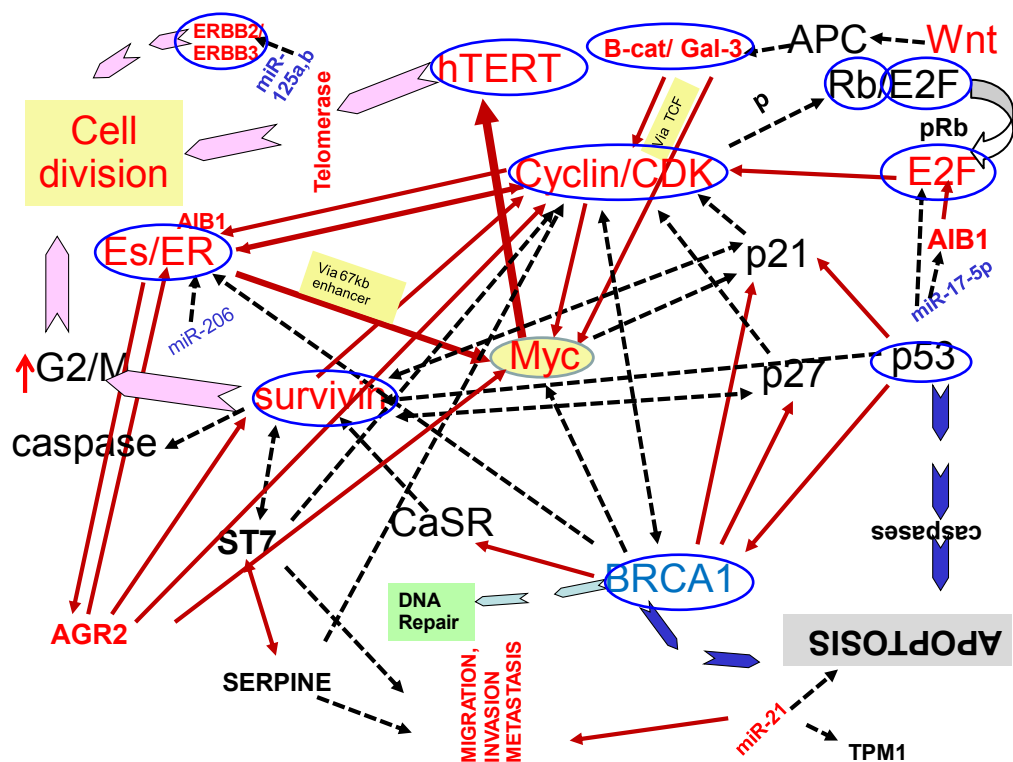 ERBB2/
ERBB3
miR-
125a,b
Telomerase
hTERT
B-cat/ Gal-3
APC
Wnt
Rb/E2F
p
pRb
Via TCF
Cell
division
Cyclin/CDK
E2F
AIB1
Es/ER
AIB1
p21
miR-17-5p
Via 67kb
enhancer
miR-206
Myc
p53
p27
G2/M
survivin
caspase
CaSR
ST7
caspases
BRCA1
DNA
Repair
AGR2
APOPTOSIS
SERPINE
MIGRATION,
INVASION
METASTASIS
miR-21
TPM1